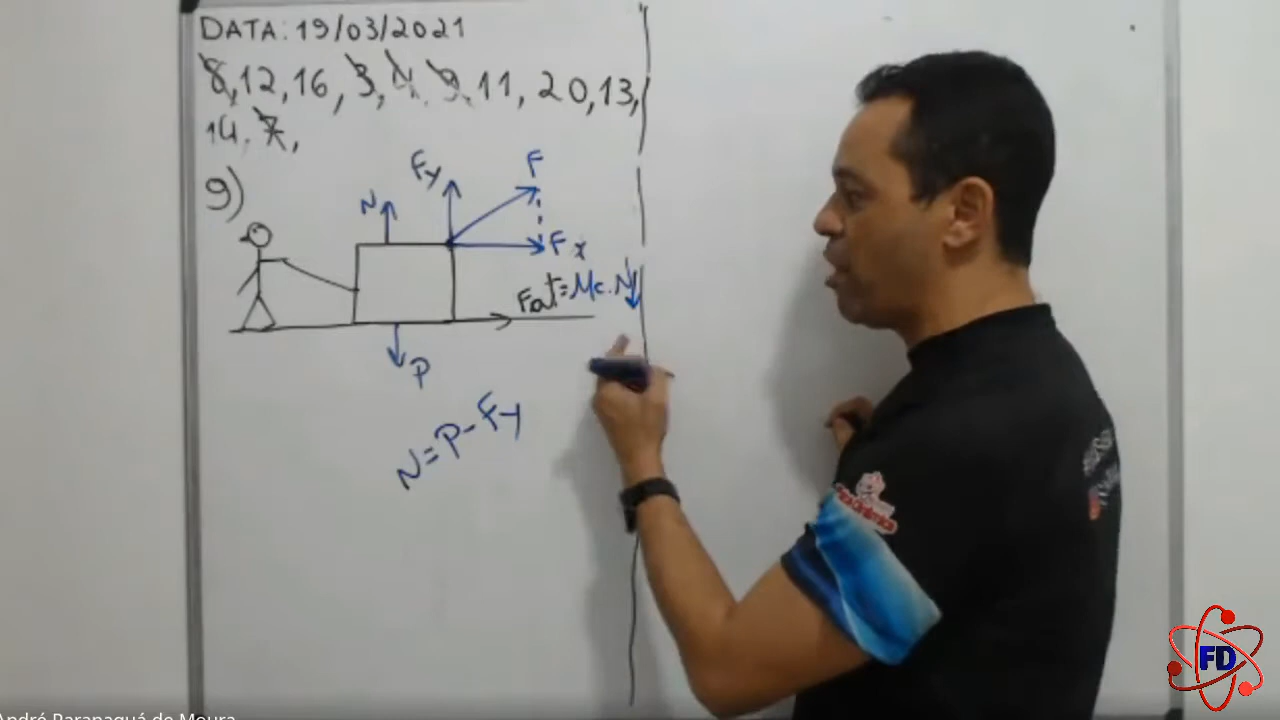 DATA: 19/03/2021
8, 12, 16, 3, 4, 9, 11, 20, 13,
14, 7,
9)
N
Fy
F
Fx
Fat = Mc. N
P
N = P - Fy
FD
André Paranaguá de Moura